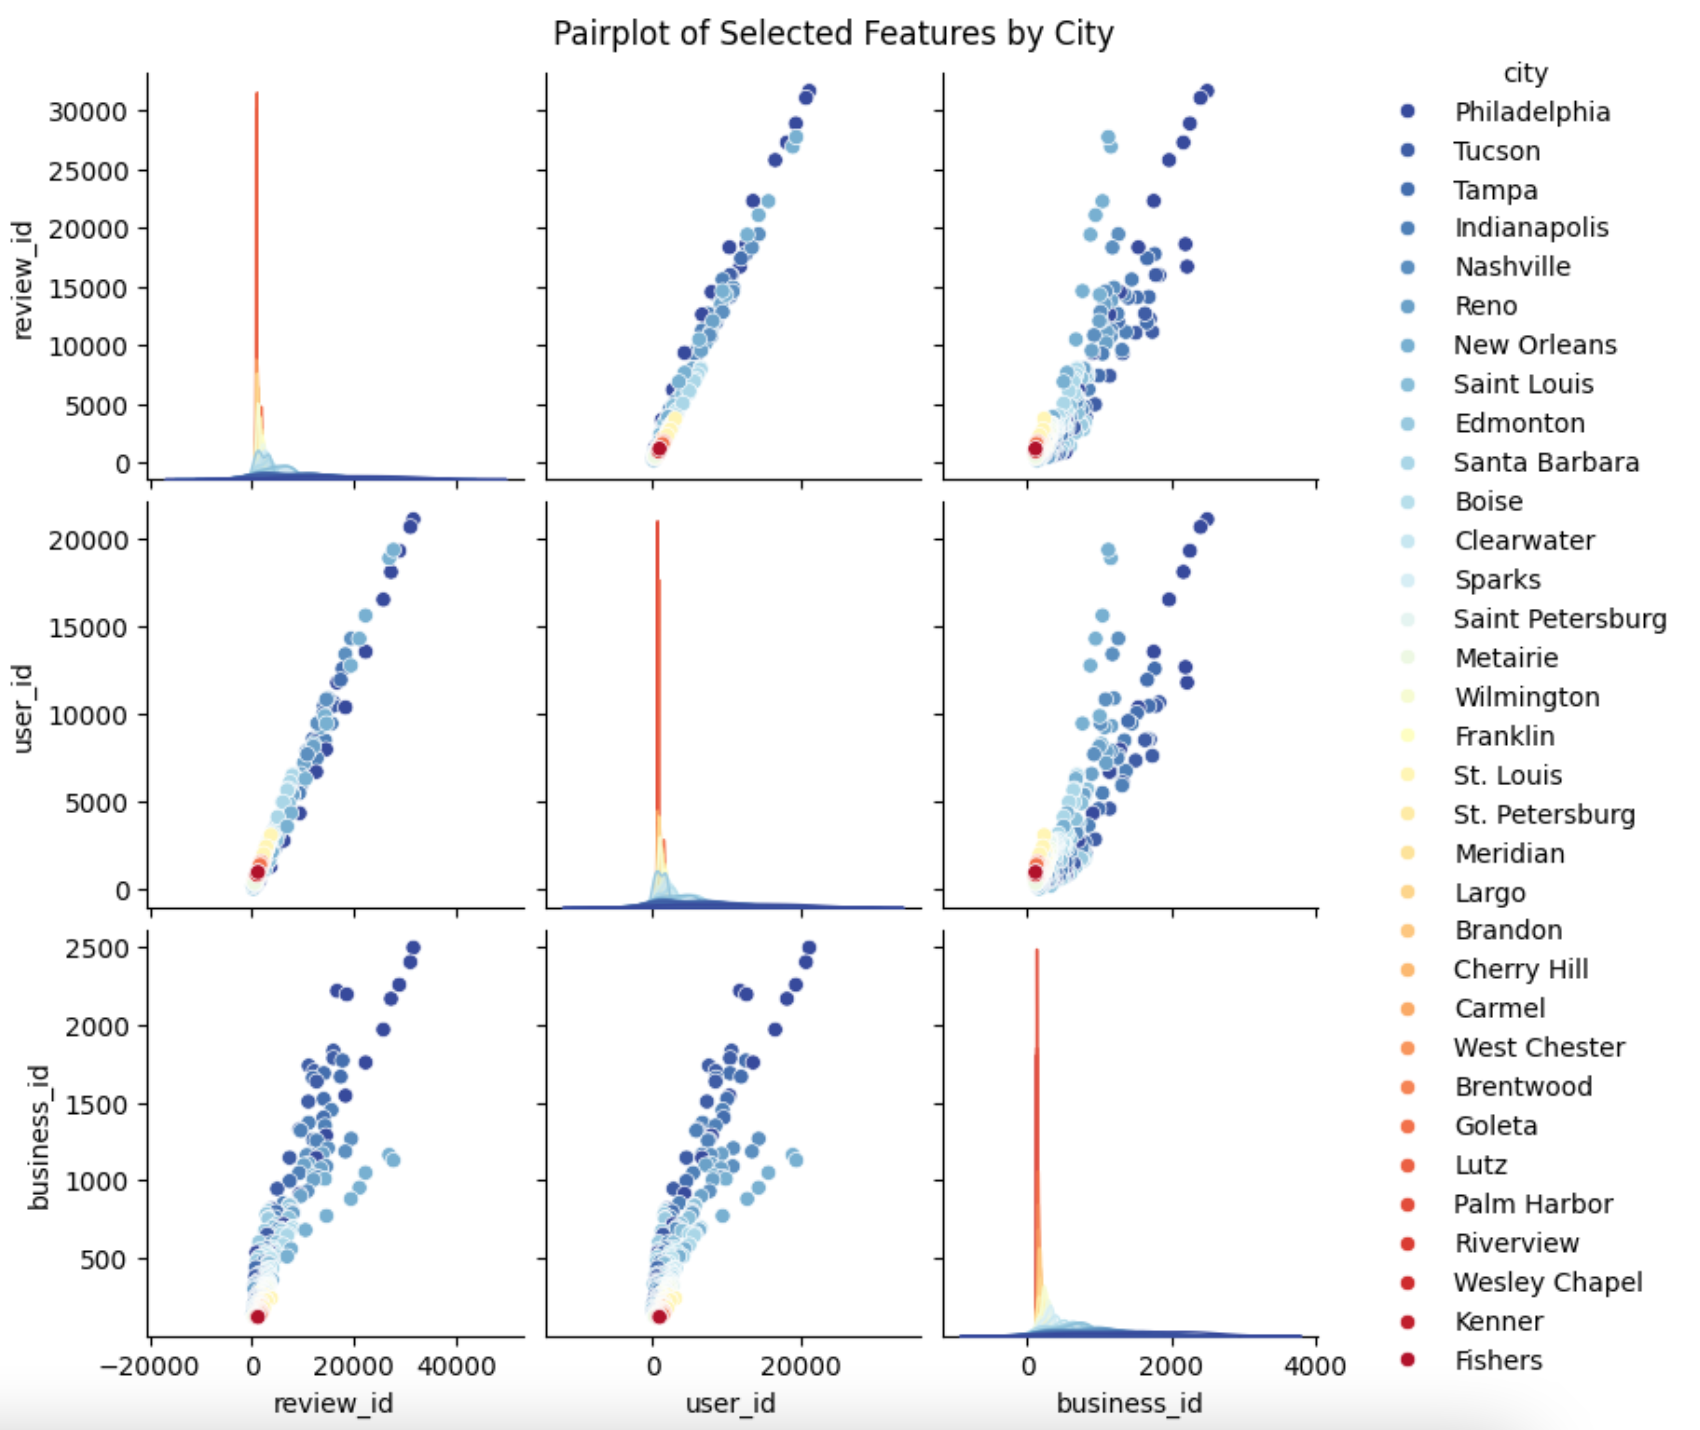 Pairplot of Selected Features by City
30000
25000
20000
15000
10000
5000
0
review_id
20000
15000
10000
5000
0
user_id
2500
2000
1500
1000
500
business_id
−20000 0 20000 40000
review_id
0 20000
user_id
0 2000 4000
business_id
city
Philadelphia
Tucson
Tampa
Indianapolis
Nashville
Reno
New Orleans
Saint Louis
Edmonton
Santa Barbara
Boise
Clearwater
Sparks
Saint Petersburg
Metairie
Wilmington
Franklin
St. Louis
St. Petersburg
Meridian
Largo
Brandon
Cherry Hill
Carmel
West Chester
Brentwood
Goleta
Lutz
Palm Harbor
Riverview
Wesley Chapel
Kenner
Fishers